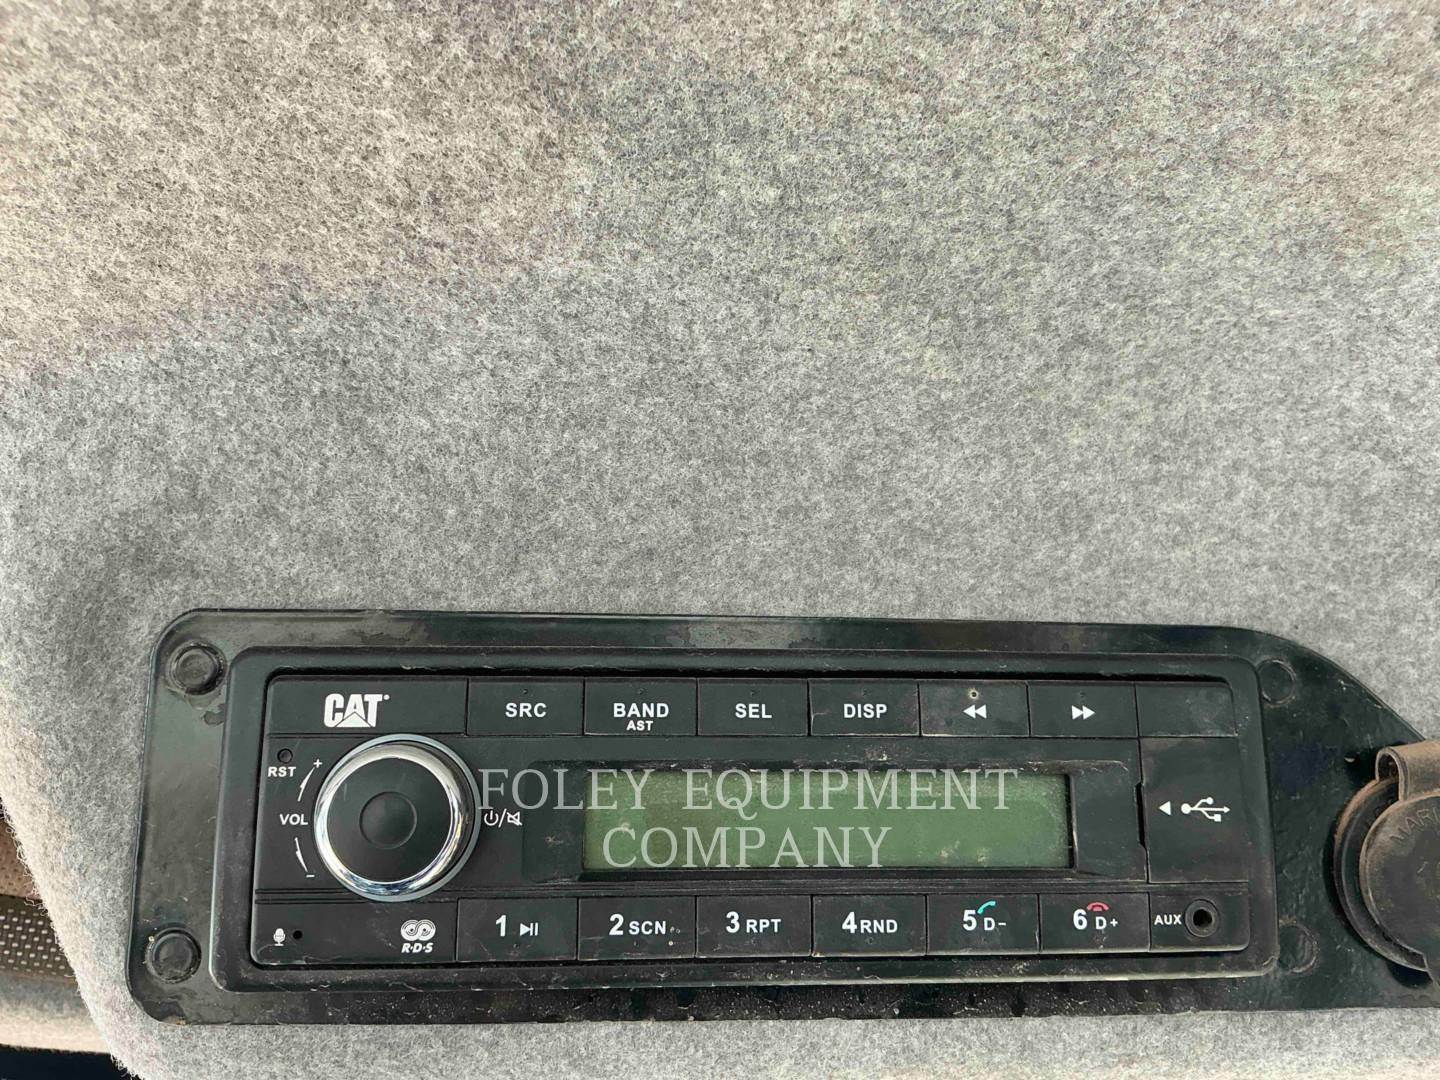 CAT
SRC
BAND
AST
SEL
DISP
RST
+
VOL
-
FOLEY EQUIPMENT
COMPANY
R·D·S
1
2 SCN
3 RPT
4 RND
5 D-
6 D+
AUX